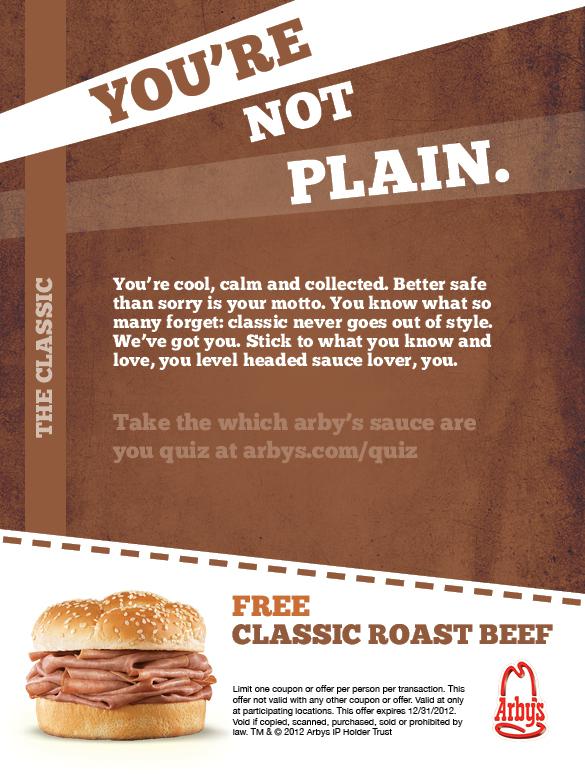 YOU'RE
NOT
PLAIN.
THE CLASSIC
You're cool, calm and collected. Better safe
than sorry is your motto. You know what so
many forget: classic never goes out of style.
We've got you. Stick to what you know and
love, you level headed sauce lover, you.
Take the which arby's sauce are
you quiz at arbys.com/quiz
FREE
CLASSIC ROAST BEEF
Limit one coupon or offer per person per transaction. This
offer not valid with any other coupon or offer. Valid at only
at participating locations. This offer expires 12/31/2012.
Void if copied, scanned, purchased, sold or prohibited by
law. TM & © 2012 Arbys IP Holder Trust
Arby's